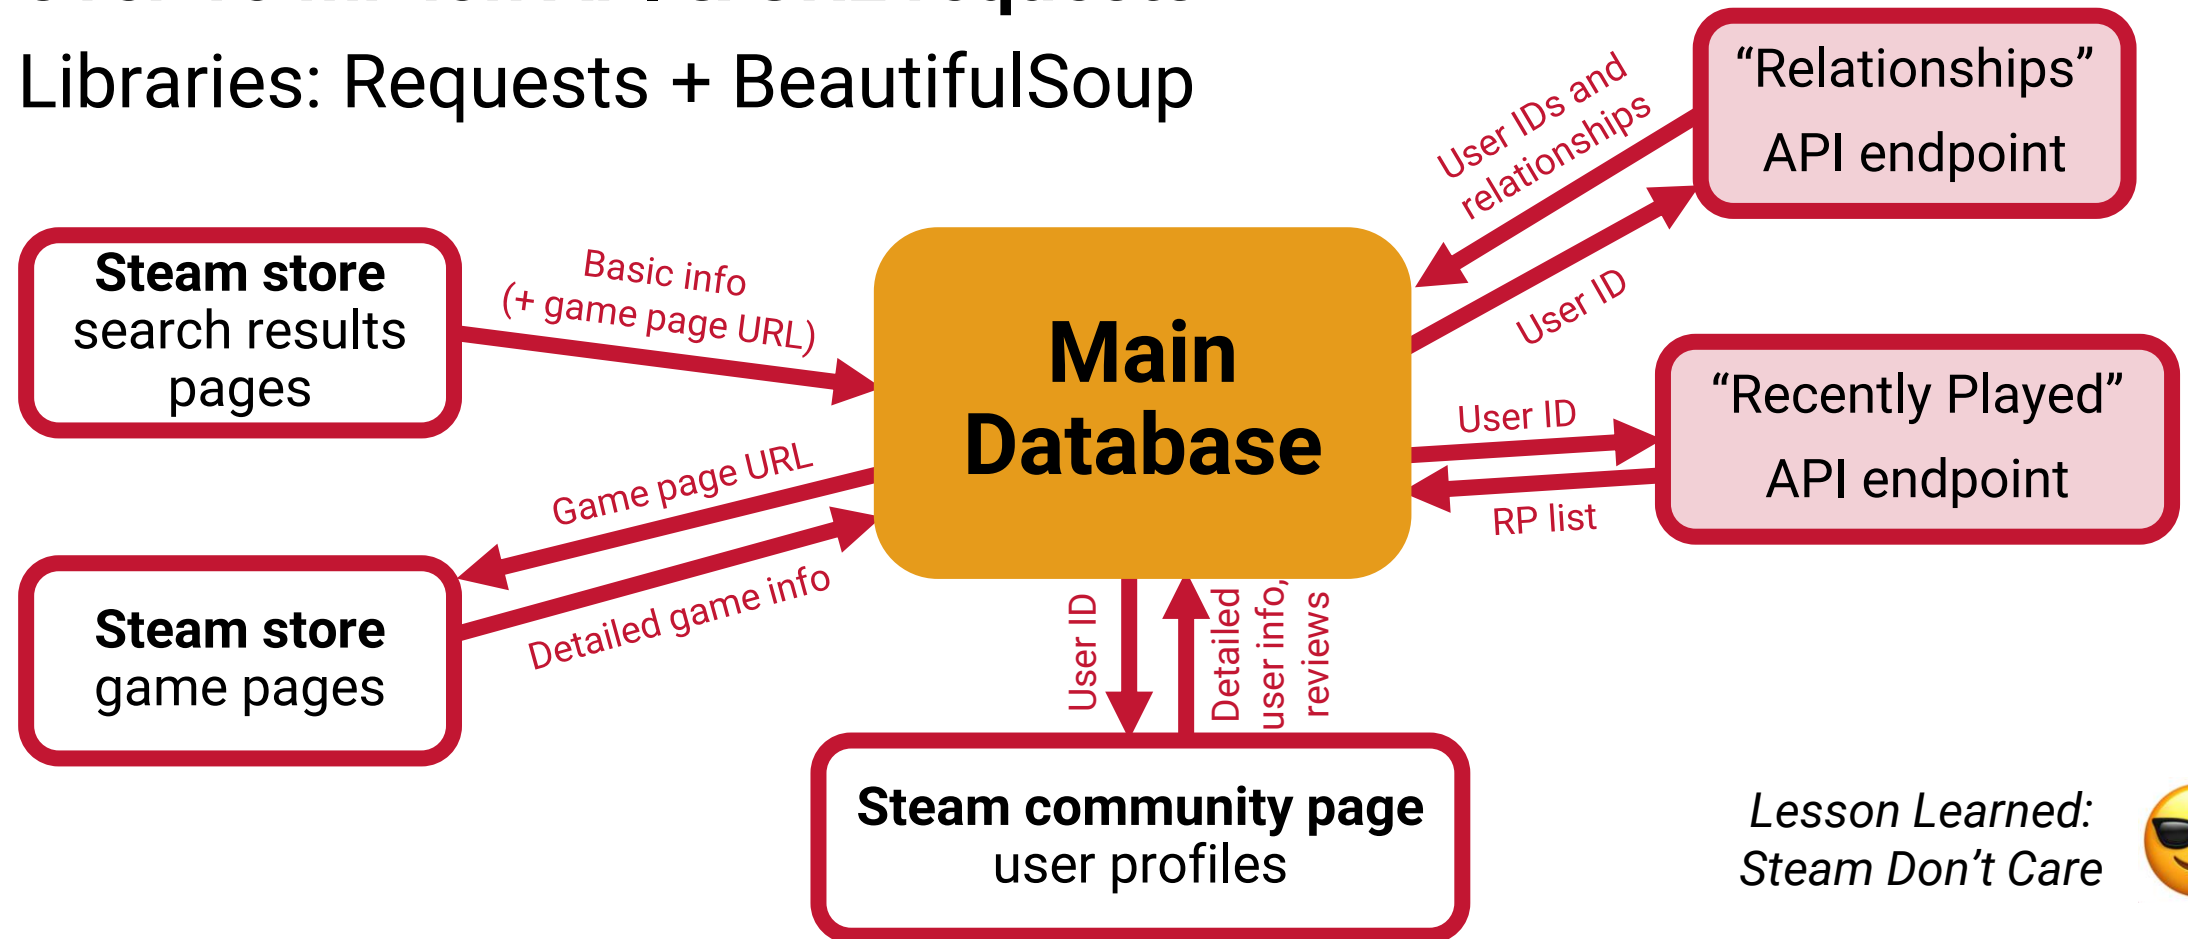 Libraries: Requests + BeautifulSoup
“Relationships”
API endpoint
User IDs and
relationships
User ID
Steam store
search results
pages
Basic info
(+ game page URL)
Main
Database
“Recently Played”
API endpoint
User ID
RP list
Game page URL
Detailed game info
Steam store
game pages
User ID
Detailed
user info,
reviews
Steam community page
user profiles
Lesson Learned:
Steam Don’t Care